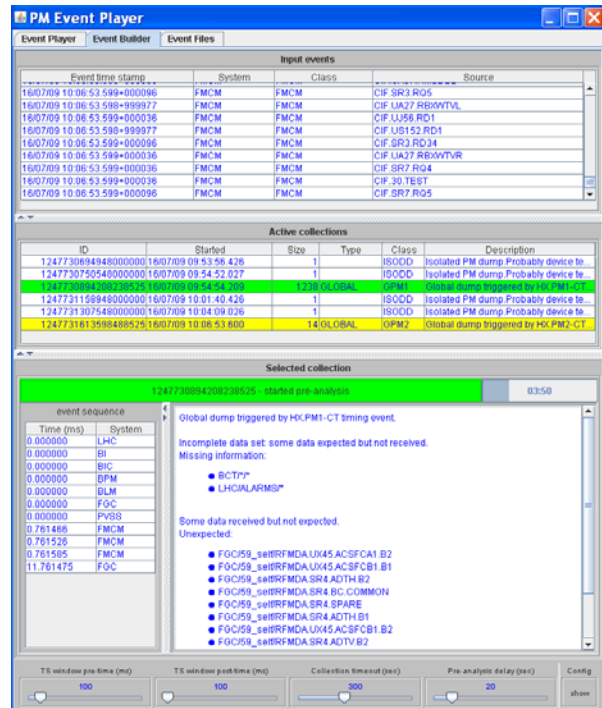 PM Event Player
Event Player Event Builder Event Files
Input events
Event time stamp System Class Source
16/07/09 10:06:53.599+000096 FMCM FMCM CIF.SR3.RQ5
16/07/09 10:06:53.598+999977 FMCM FMCM CIF.UA27.RBXWTVL
16/07/09 10:06:53.599+000036 FMCM FMCM CIF.UJ56.RD1
16/07/09 10:06:53.598+999977 FMCM FMCM CIF.US152.RD1
16/07/09 10:06:53.599+000096 FMCM FMCM CIF.SR3.RD34
16/07/09 10:06:53.599+000036 FMCM FMCM CIF.UA27.RBXWTVR
16/07/09 10:06:53.599+000036 FMCM FMCM CIF.SR7.RQ4
16/07/09 10:06:53.599+000036 FMCM FMCM CIF.30.TEST
16/07/09 10:06:53.599+000096 FMCM FMCM CIF.SR7.RQ5
Active collections
ID Started Size Type Class Description
1247730694948000000 16/07/09 09:53:56.426 1 ISODD Isolated PM dump.Probably device te...
1247730750548000000 16/07/09 09:54:52.027 1 ISODD Isolated PM dump.Probably device te...
1247730894208238525 16/07/09 09:54:54.209 1238 GLOBAL GPM1 Global dump triggered by HX.PM1-CT...
1247731158948000000 16/07/09 10:01:40.426 1 ISODD Isolated PM dump.Probably device te...
1247731307548000000 16/07/09 10:04:09.026 1 ISODD Isolated PM dump.Probably device te...
1247731613598488525 16/07/09 10:06:53.600 14 GLOBAL GPM2 Global dump triggered by HX.PM2-CT...
Selected collection
1247730894208238525 - started pre-analysis 03:50
event sequence
Time (ms) System
0.000000 LHC
0.000000 BI
0.000000 BIC
0.000000 BPM
0.000000 BLM
0.000000 FGC
0.000000 PVSS
0.761466 FMCM
0.761526 FMCM
0.761585 FMCM
11.761475 FGC
Global dump triggered by HX.PM1-CT timing event.
Incomplete data set: some data expected but not received.
Missing information:
● BCT/*/*
● LHC/ALARMS/*
Some data received but not expected.
Unexpected:
● FGC/59_self/RFMDA.UX45.ACSFCA1.B2
● FGC/59_self/RFMDA.UX45.ACSFCB1.B1
● FGC/59_self/RFMDA.SR4.ADTH.B2
● FGC/59_self/RFMDA.SR4.BC.COMMON
● FGC/59_self/RFMDA.SR4.SPARE
● FGC/59_self/RFMDA.SR4.ADTH.B1
● FGC/59_self/RFMDA.UX45.ACSFCB1.B2
● FGC/59_self/RFMDA.SR4.ADTV.B2
TS window pre-time (ms) TS window post-time (ms) Collection timeout (sec) Pre analysis delay (sec) Config
100 100 300 20 show